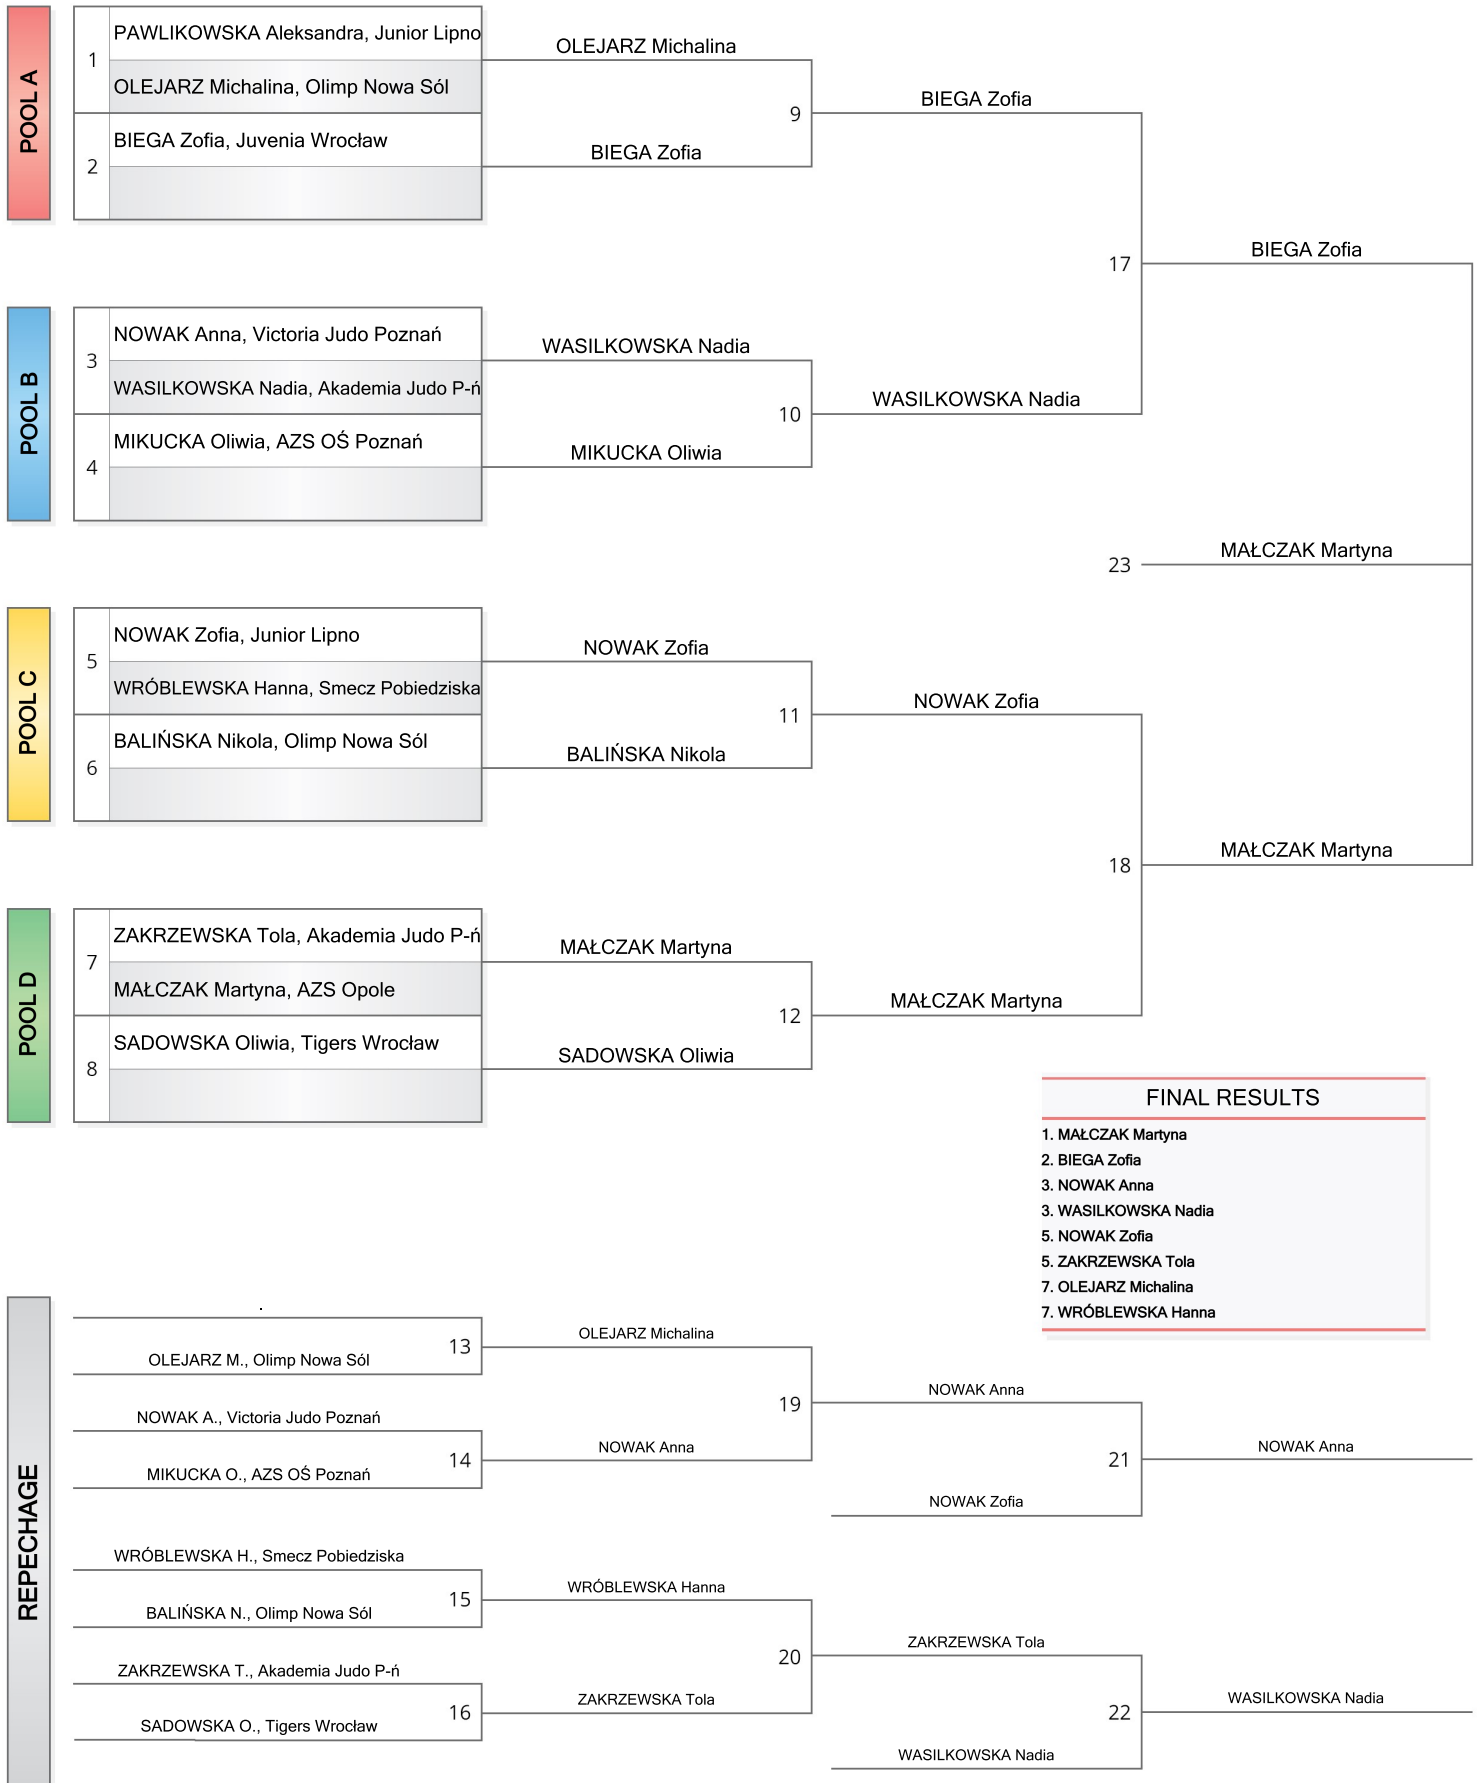 POOL A
1
PAWLIKOWSKA Aleksandra, Junior Lipno
OLEJARZ Michalina, Olimp Nowa Sól
2
BIEGA Zofia, Juvenia Wrocław
OLEJARZ Michalina
BIEGA Zofia
9
BIEGA Zofia
POOL B
3
NOWAK Anna, Victoria Judo Poznań
WASILKOWSKA Nadia, Akademia Judo P-ń
4
MIKUCKA Oliwia, AZS OŚ Poznań
WASILKOWSKA Nadia
MIKUCKA Oliwia
10
WASILKOWSKA Nadia
17
BIEGA Zofia
23
MAŁCZAK Martyna
POOL C
5
NOWAK Zofia, Junior Lipno
WRÓBLEWSKA Hanna, Smecz Pobiedziska
6
BALIŃSKA Nikola, Olimp Nowa Sól
NOWAK Zofia
BALIŃSKA Nikola
11
NOWAK Zofia
POOL D
7
ZAKRZEWSKA Tola, Akademia Judo P-ń
MAŁCZAK Martyna, AZS Opole
8
SADOWSKA Oliwia, Tigers Wrocław
MAŁCZAK Martyna
SADOWSKA Oliwia
12
MAŁCZAK Martyna
18
MAŁCZAK Martyna
FINAL RESULTS
1. MAŁCZAK Martyna
2. BIEGA Zofia
3. NOWAK Anna
3. WASILKOWSKA Nadia
5. NOWAK Zofia
5. ZAKRZEWSKA Tola
7. OLEJARZ Michalina
7. WRÓBLEWSKA Hanna
REPECHAGE
.
OLEJARZ M., Olimp Nowa Sól
13
OLEJARZ Michalina
NOWAK A., Victoria Judo Poznań
MIKUCKA O., AZS OŚ Poznań
14
NOWAK Anna
19
NOWAK Anna
NOWAK Zofia
21
NOWAK Anna
WRÓBLEWSKA H., Smecz Pobiedziska
BALIŃSKA N., Olimp Nowa Sól
15
WRÓBLEWSKA Hanna
ZAKRZEWSKA T., Akademia Judo P-ń
SADOWSKA O., Tigers Wrocław
16
ZAKRZEWSKA Tola
20
ZAKRZEWSKA Tola
WASILKOWSKA Nadia
22
WASILKOWSKA Nadia